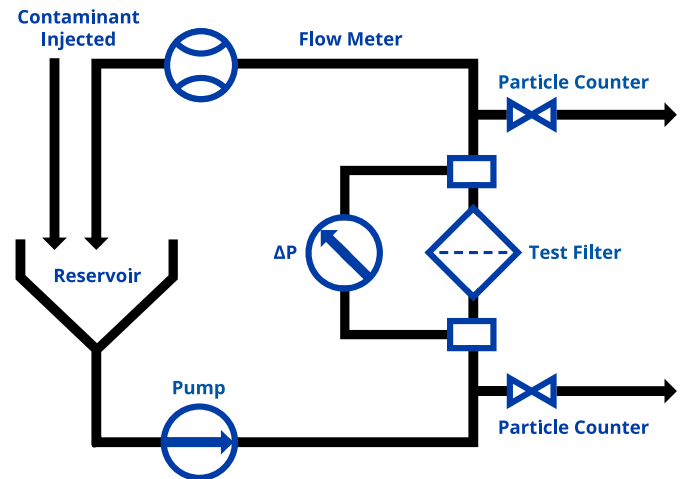 Contaminant
Injected
Flow Meter
Particle Counter
ΔP
Test Filter
Reservoir
Pump
Particle Counter